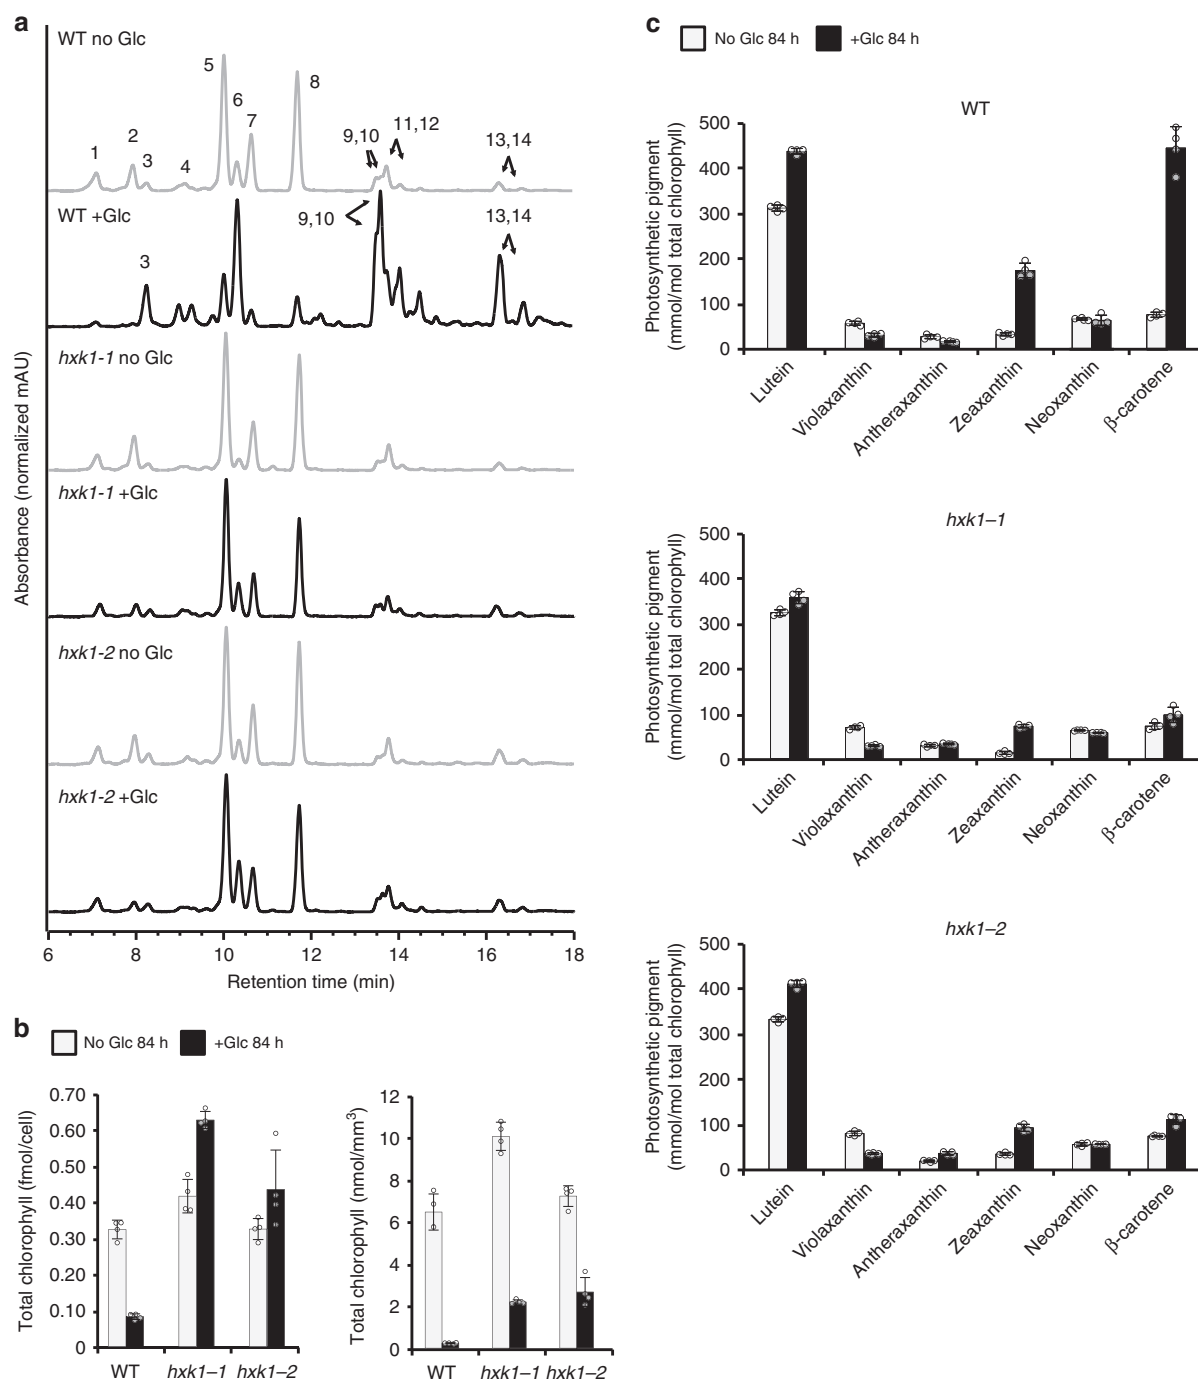 a
WT no Glc
1
2
3
4
5
6
7
8
9,10
11,12
13,14
WT +Glc
3
9,10
13,14
hxk1-1 no Glc
hxk1-1 +Glc
hxk1-2 no Glc
hxk1-2 +Glc
Absorbance (normalized mAU)
6 8 10 12 14 16 18
Retention time (min)
b
No Glc 84 h +Glc 84 h
Total chlorophyll (fmol/cell)
0.70
0.60
0.50
0.40
0.30
0.20
0.10
0
WT hxk1–1 hxk1–2
Total chlorophyll (nmol/mm³)
12
10
8
6
4
2
0
WT hxk1–1 hxk1–2
c
No Glc 84 h +Glc 84 h
WT
Photosynthetic pigment
(mmol/mol total chlorophyll)
500
400
300
200
100
0
Lutein
Violaxanthin
Antheraxanthin
Zeaxanthin
Neoxanthin
β-carotene
hxk1–1
Photosynthetic pigment
(mmol/mol total chlorophyll)
500
400
300
200
100
0
Lutein
Violaxanthin
Antheraxanthin
Zeaxanthin
Neoxanthin
β-carotene
hxk1–2
Photosynthetic pigment
(mmol/mol total chlorophyll)
500
400
300
200
100
0
Lutein
Violaxanthin
Antheraxanthin
Zeaxanthin
Neoxanthin
β-carotene